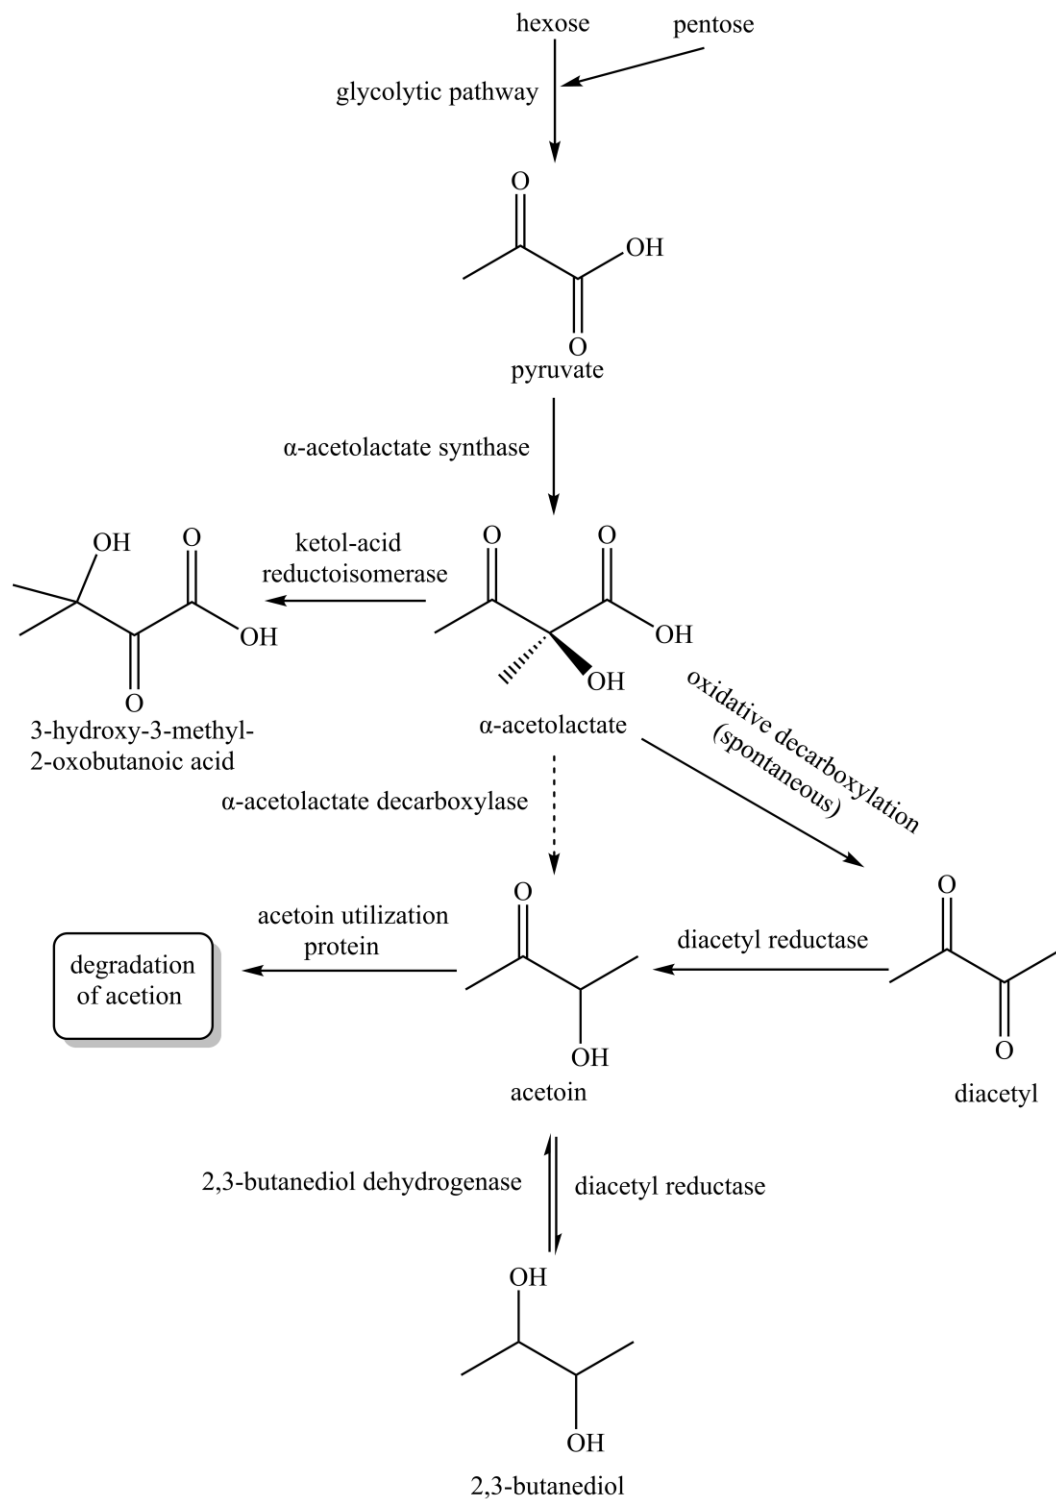 hexose
pentose
glycolytic pathway
O
OH
O
pyruvate
α-acetolactate synthase
OH
O
OH
O
3-hydroxy-3-methyl-
2-oxobutanoic acid
ketol-acid
reductoisomerase
O
O
OH
OH
α-acetolactate
oxidative decarboxylation
(spontaneous)
α-acetolactate decarboxylase
O
OH
acetoin
acetoin utilization
protein
degradation
of acetion
diacetyl reductase
O
O
diacetyl
2,3-butanediol dehydrogenase
diacetyl reductase
OH
OH
2,3-butanediol